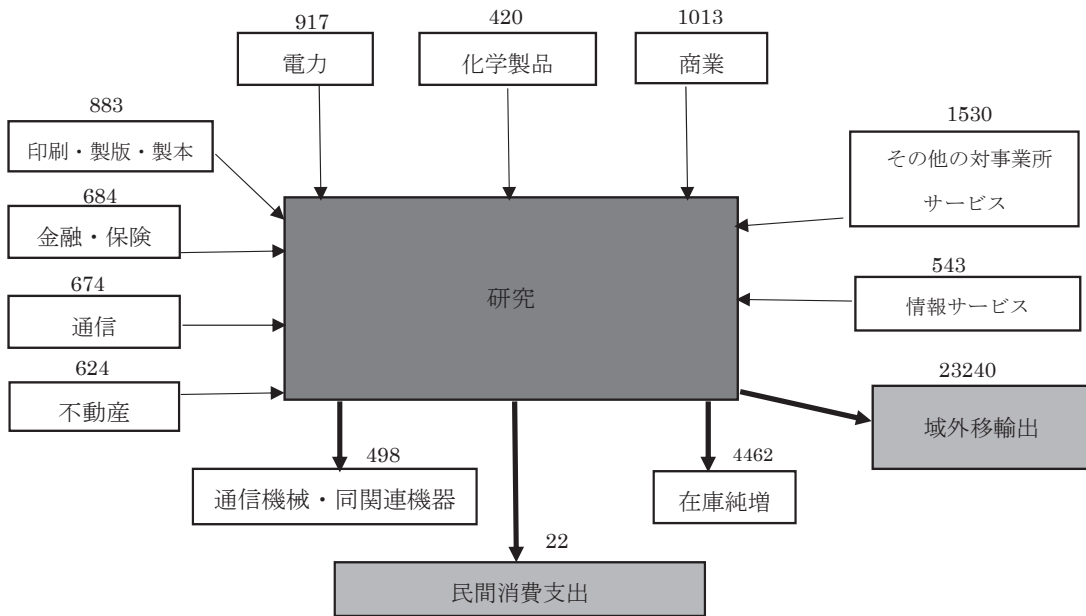 917
電力
420
化学製品
1013
商業
883
印刷・製版・製本
1530
その他の対事業所
サービス
684
金融・保険
研究
543
情報サービス
674
通信
624
不動産
23240
域外移輸出
498
通信機械・同関連機器
4462
在庫純増
22
民間消費支出